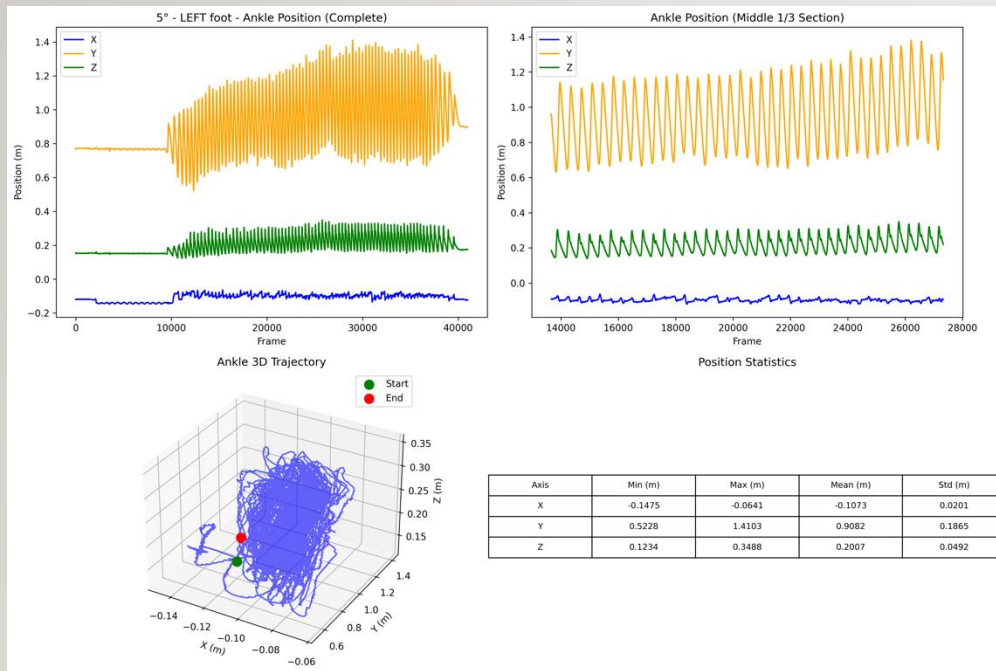 5° - LEFT foot - Ankle Position (Complete)
X
Y
Z
Position (m)
1.4
1.2
1.0
0.8
0.6
0.4
0.2
0.0
−0.2
0
10000
20000
30000
40000
Frame
Ankle Position (Middle 1/3 Section)
X
Y
Z
Position (m)
1.4
1.2
1.0
0.8
0.6
0.4
0.2
0.0
14000
16000
18000
20000
22000
24000
26000
28000
Frame
Ankle 3D Trajectory
Start
End
0.35
0.30
0.25
0.20
0.15
Z (m)
1.4
1.2
1.0
0.8
0.6
Y (m)
−0.14
−0.12
−0.10
−0.08
−0.06
X (m)
Position Statistics
Axis Min (m) Max (m) Mean (m) Std (m)
X -0.1475 -0.0641 -0.1073 0.0201
Y 0.5228 1.4103 0.9082 0.1865
Z 0.1234 0.3488 0.2007 0.0492